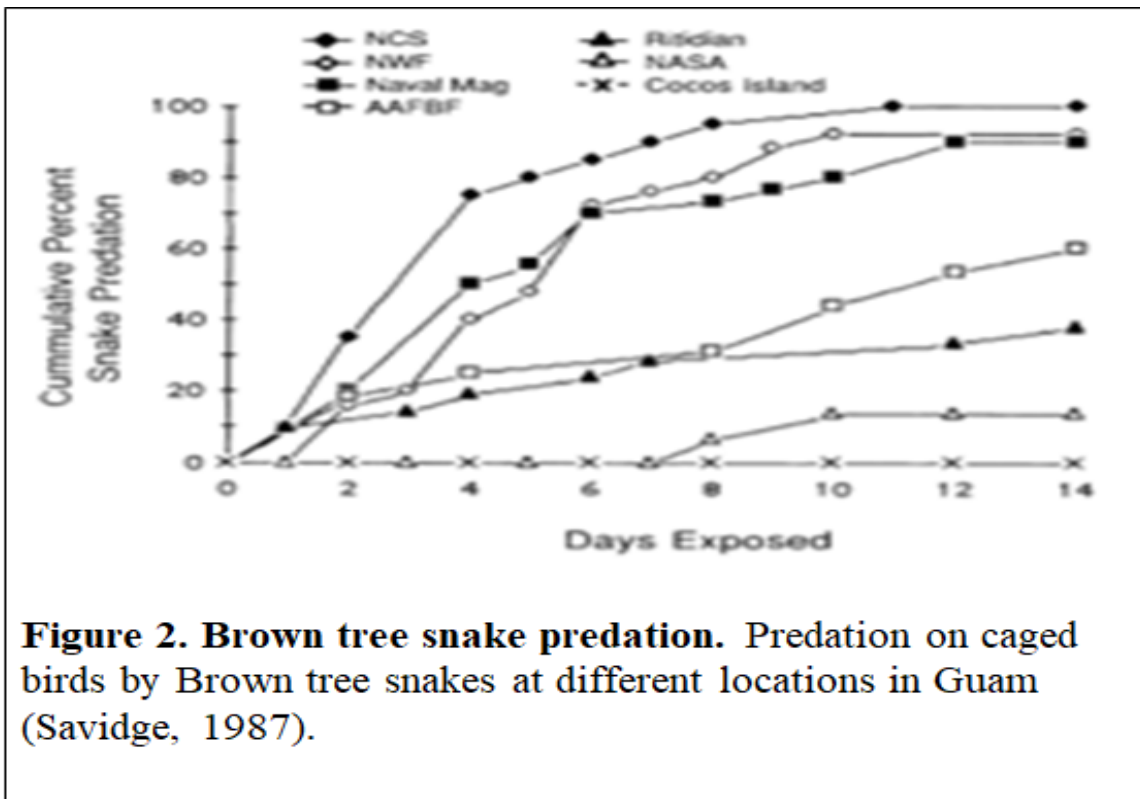 NCS
NWF
Naval Mag
AAFBF
Ritidian
NASA
Cocos Island
100
80
60
40
20
0
Cummulative Percent
Snake Predation
0 2 4 6 8 10 12 14
Days Exposed
Figure 2. Brown tree snake predation. Predation on caged
birds by Brown tree snakes at different locations in Guam
(Savidge, 1987).